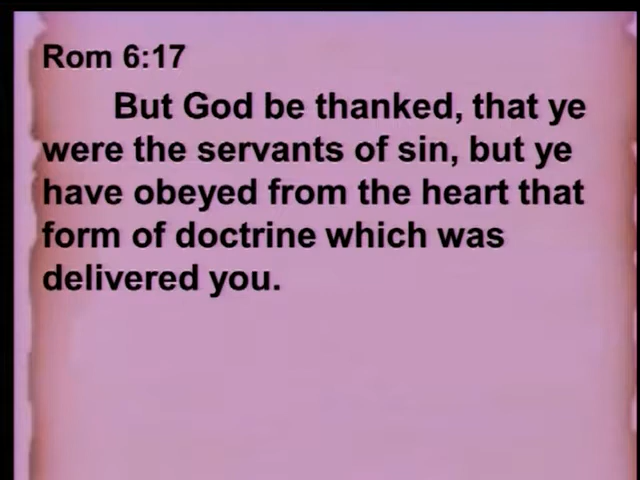 Rom 6:17
But God be thanked, that ye
were the servants of sin, but ye
have obeyed from the heart that
form of doctrine which was
delivered you.